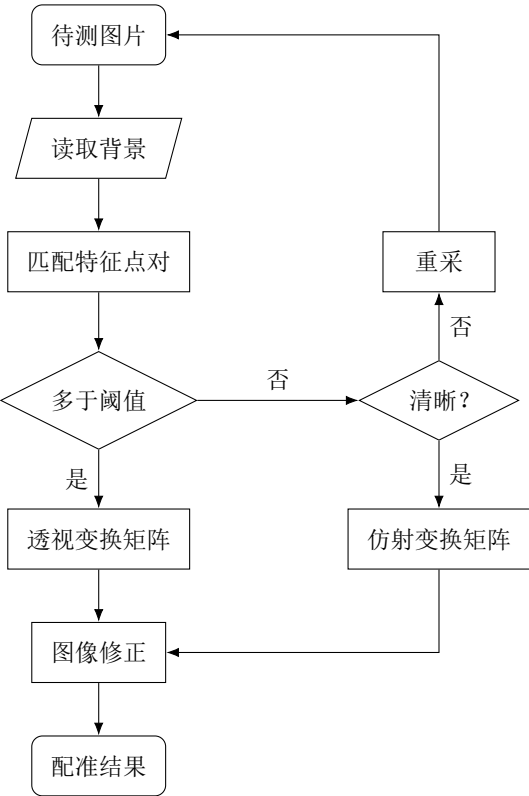 待测图片
读取背景
匹配特征点对
重采
否
多于阈值
否
清晰？
是
是
透视变换矩阵
仿射变换矩阵
图像修正
配准结果